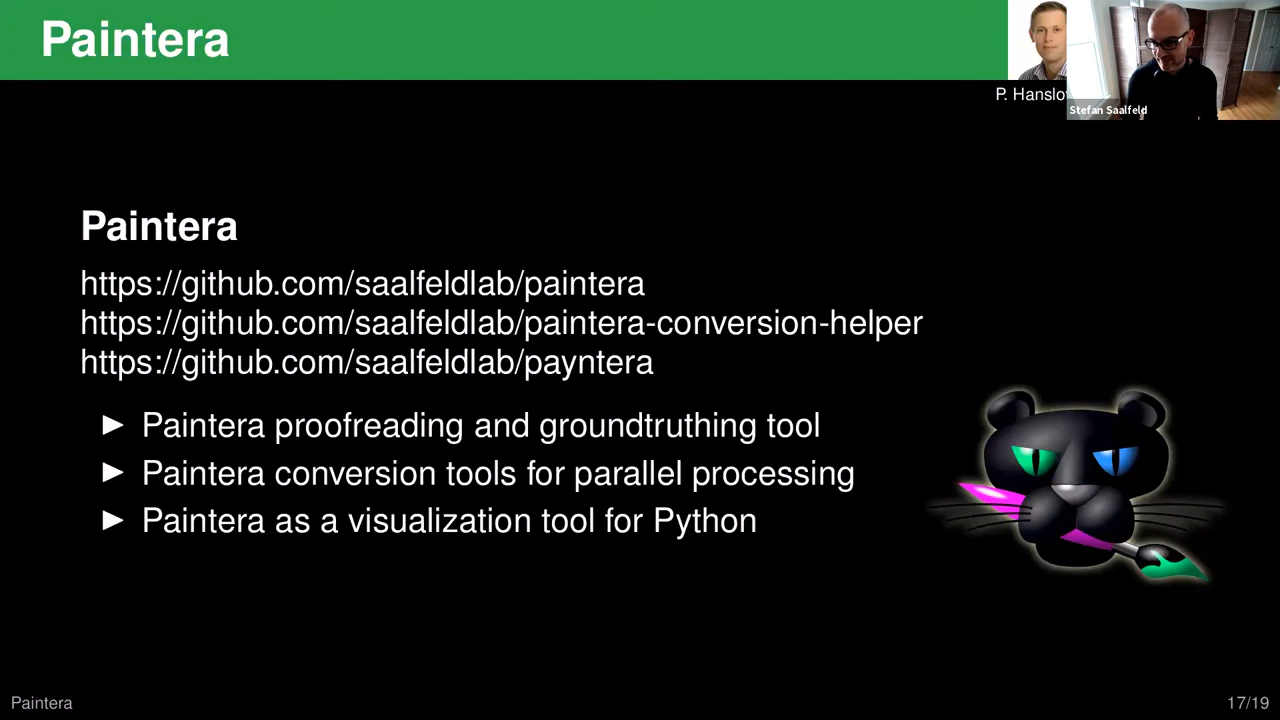 Paintera
P. Hanslo
Stefan Saalfeld
Paintera
https://github.com/saalfeldlab/paintera
https://github.com/saalfeldlab/paintera-conversion-helper
https://github.com/saalfeldlab/payntera
► Paintera proofreading and groundtruthing tool
► Paintera conversion tools for parallel processing
► Paintera as a visualization tool for Python
Paintera
17/19